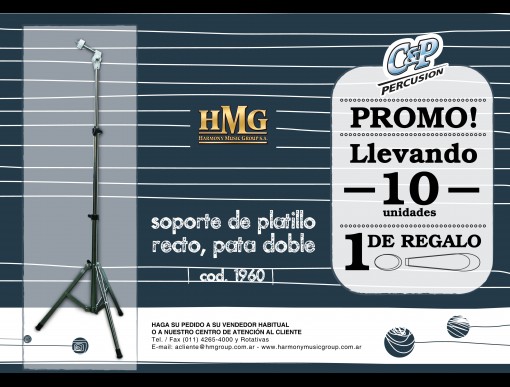 C&P
PERCUSION
PROMO!
Llevando
10
unidades
1 DE REGALO
HMG
HARMONY MUSIC GROUP S.A.
soporte de platillo
recto, pata doble
cod. 1960
HAGA SU PEDIDO A SU VENDEDOR HABITUAL
O A NUESTRO CENTRO DE ATENCIÓN AL CLIENTE
Tel. / Fax (011) 4265-4000 y Rotativas
E-mail: acliente@hmgroup.com.ar - www.harmonymusicgroup.com.ar